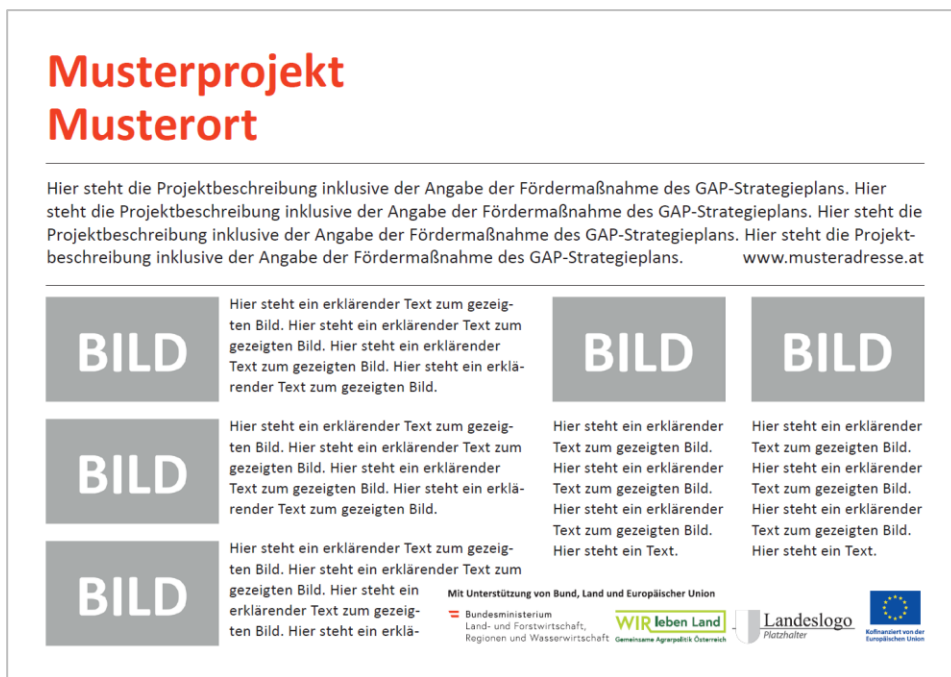 Musterprojekt
Musterort
Hier steht die Projektbeschreibung inklusive der Angabe der Fördermaßnahme des GAP-Strategieplans. Hier
steht die Projektbeschreibung inklusive der Angabe der Fördermaßnahme des GAP-Strategieplans. Hier steht die
Projektbeschreibung inklusive der Angabe der Fördermaßnahme des GAP-Strategieplans. Hier steht die Projekt-
beschreibung inklusive der Angabe der Fördermaßnahme des GAP-Strategieplans. www.musteradresse.at
BILD
Hier steht ein erklärender Text zum gezeig-
ten Bild. Hier steht ein erklärender Text zum
gezeigten Bild. Hier steht ein erklärender
Text zum gezeigten Bild. Hier steht ein erklä-
render Text zum gezeigten Bild.
BILD
Hier steht ein erklärender Text zum gezeig-
ten Bild. Hier steht ein erklärender Text zum
gezeigten Bild. Hier steht ein erklärender
Text zum gezeigten Bild. Hier steht ein erklä-
render Text zum gezeigten Bild.
BILD
Hier steht ein erklärender Text zum gezeig-
ten Bild. Hier steht ein erklärender Text zum
gezeigten Bild. Hier steht ein
erklärender Text zum gezeig-
ten Bild. Hier steht ein erklä-
BILD
Hier steht ein erklärender
Text zum gezeigten Bild.
Hier steht ein erklärender
Text zum gezeigten Bild.
Hier steht ein erklärender
Text zum gezeigten Bild.
Hier steht ein Text.
BILD
Hier steht ein erklärender
Text zum gezeigten Bild.
Hier steht ein erklärender
Text zum gezeigten Bild.
Hier steht ein erklärender
Text zum gezeigten Bild.
Hier steht ein Text.
Mit Unterstützung von Bund, Land und Europäischer Union
Bundesministerium
Land- und Forstwirtschaft,
Regionen und Wasserwirtschaft
WIR leben Land
Gemeinsame Agrarpolitik Österreich
Landeslogo
Platzhalter
Kofinanziert von der
Europäischen Union